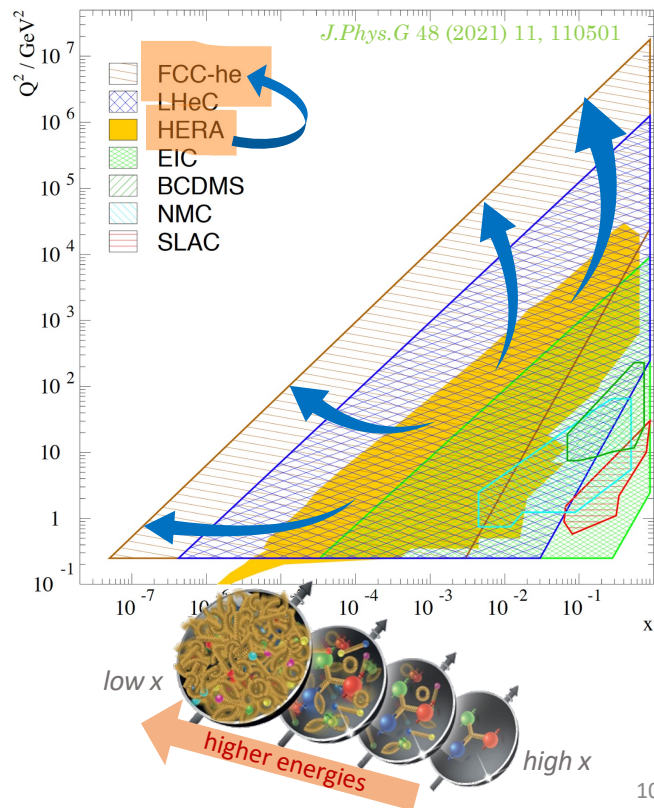 J.Phys.G 48 (2021) 11, 110501
Q² / GeV²
FCC-he
LHeC
HERA
EIC
BCDMS
NMC
SLAC
10⁷
10⁶
10⁵
10⁴
10³
10²
10
1
10⁻¹
10⁻⁷
10⁻⁴
10⁻³
10⁻²
10⁻¹
1
x
low x
higher energies
high x
10